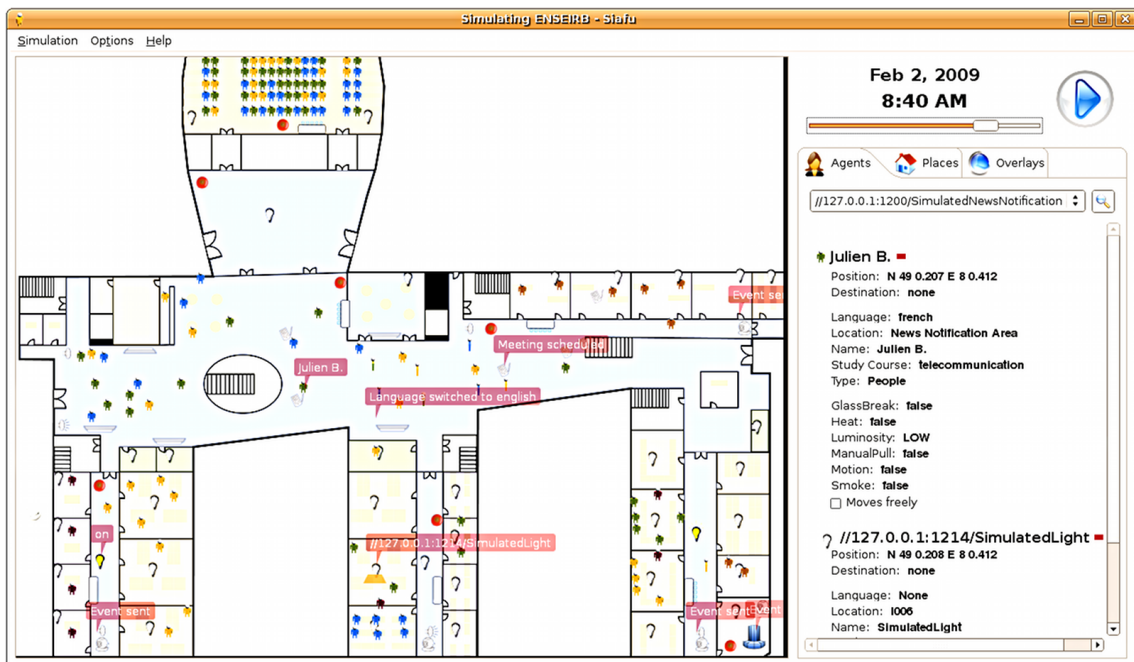 Simulating ENSEIRB - Siafu
Simulation Options Help
Feb 2, 2009
8:40 AM
Agents Places Overlays
//127.0.0.1:1200/SimulatedNewsNotification
Julien B.
Position: N 49 0.207 E 8 0.412
Destination: none
Language: french
Location: News Notification Area
Name: Julien B.
Study Course: telecommunication
Type: People
GlassBreak: false
Heat: false
Luminosity: LOW
ManualPull: false
Motion: false
Smoke: false
Moves freely
//127.0.0.1:1214/SimulatedLight
Position: N 49 0.208 E 8 0.412
Destination: none
Language: None
Location: I006
Name: SimulatedLight
Event sen
Meeting scheduled
Julien B.
Language switched to english
on
//127.0.0.1:1214/SimulatedLight
Event sent
Event sent
Event